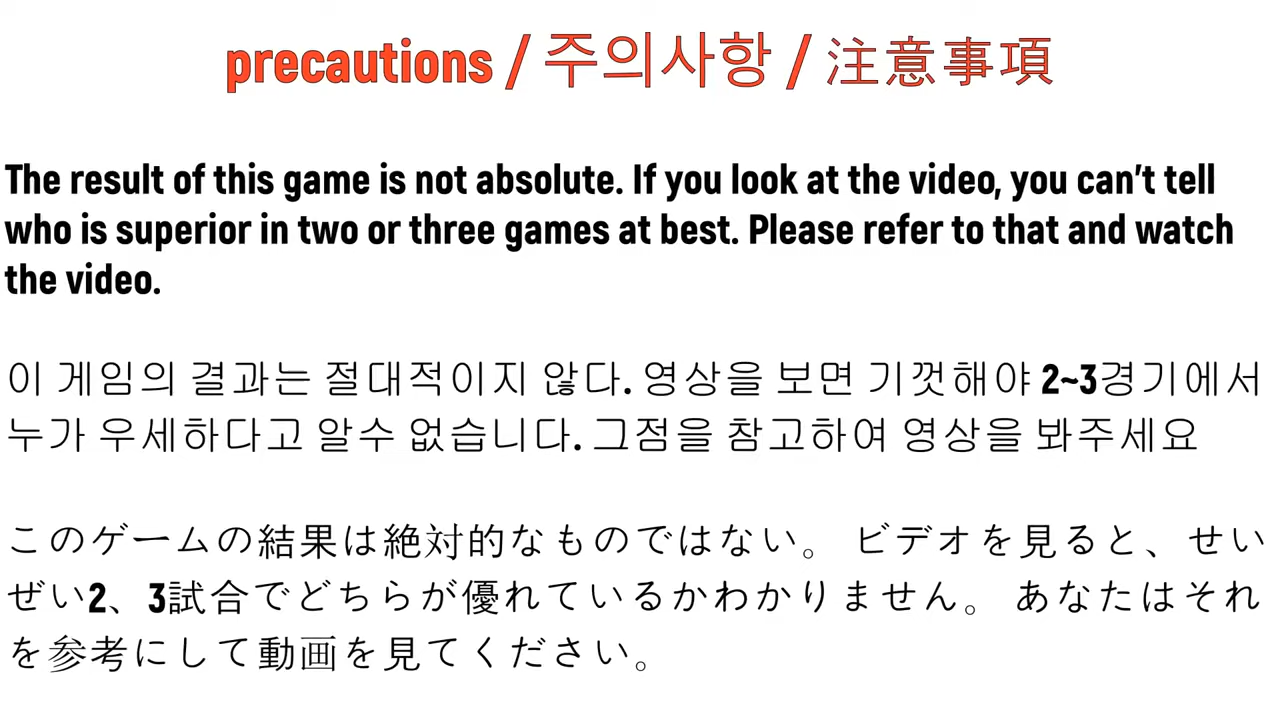 precautions / 주의사항 / 注意事項
The result of this game is not absolute. If you look at the video, you can't tell
who is superior in two or three games at best. Please refer to that and watch
the video.
이 게임의 결과는 절대적이지 않다. 영상을 보면 기껏해야 2~3경기에서
누가 우세하다고 알수 없습니다. 그점을 참고하여 영상을 봐주세요
このゲームの結果は絶対的なものではない。 ビデオを見ると、せい
ぜい2、3試合でどちらが優れているかわかりません。 あなたはそれ
を参考にして動画を見てください。